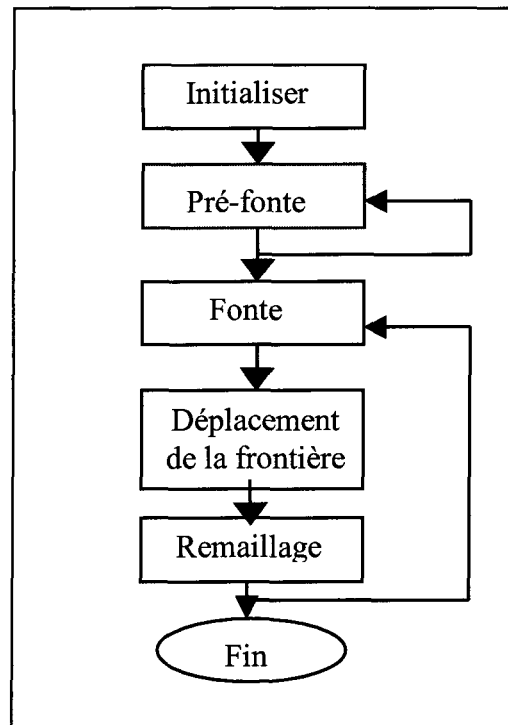 Initialiser
Pré-fonte
Fonte
Déplacement
de la frontière
Remaillage
Fin